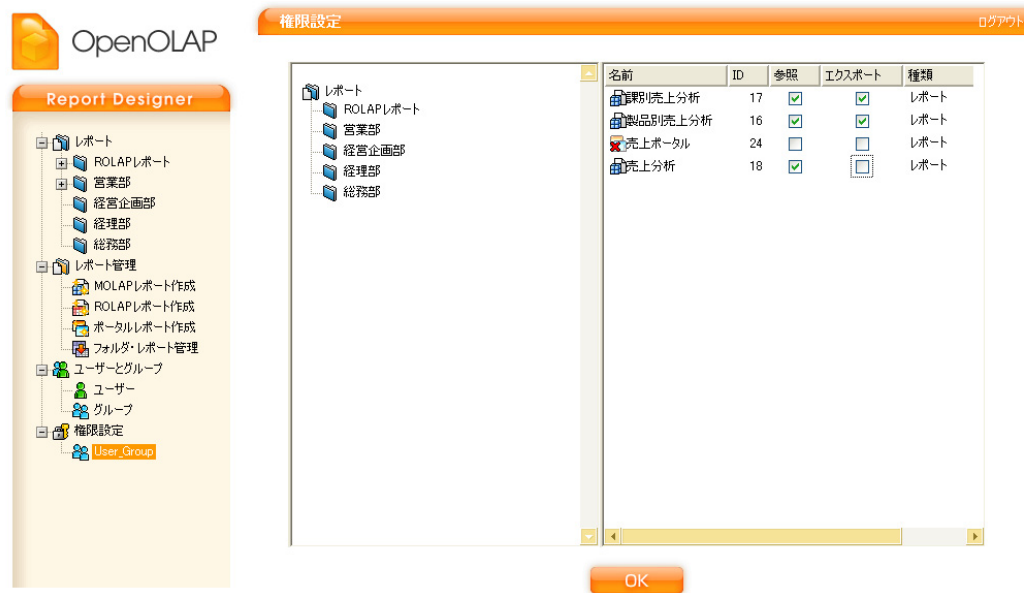 OpenOLAP
Report Designer
レポート
ROLAPレポート
営業部
経営企画部
経理部
総務部
レポート管理
MOLAPレポート作成
ROLAPレポート作成
ポータルレポート作成
フォルダ・レポート管理
ユーザーとグループ
ユーザー
グループ
権限設定
User_Group
権限設定
ログアウト
レポート
ROLAPレポート
営業部
経営企画部
経理部
総務部
名前 ID 参照 エクスポート 種類
課別売上分析 17 レポート
製品別売上分析 16 レポート
売上ポータル 24 レポート
売上分析 18 レポート
OK